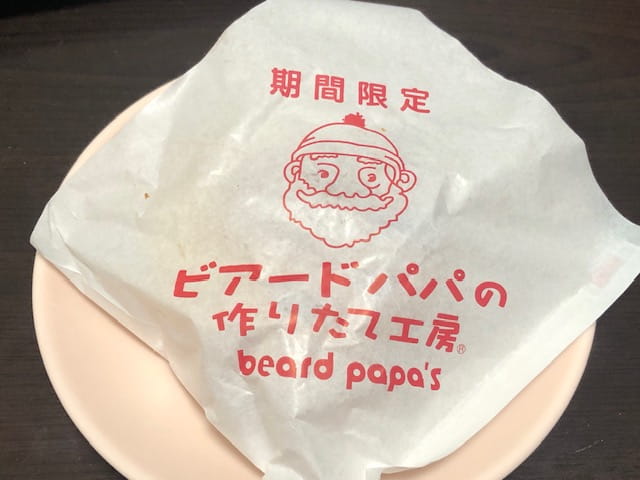 期間限定
ビアードパパの
作りたて工房®
beard papa's